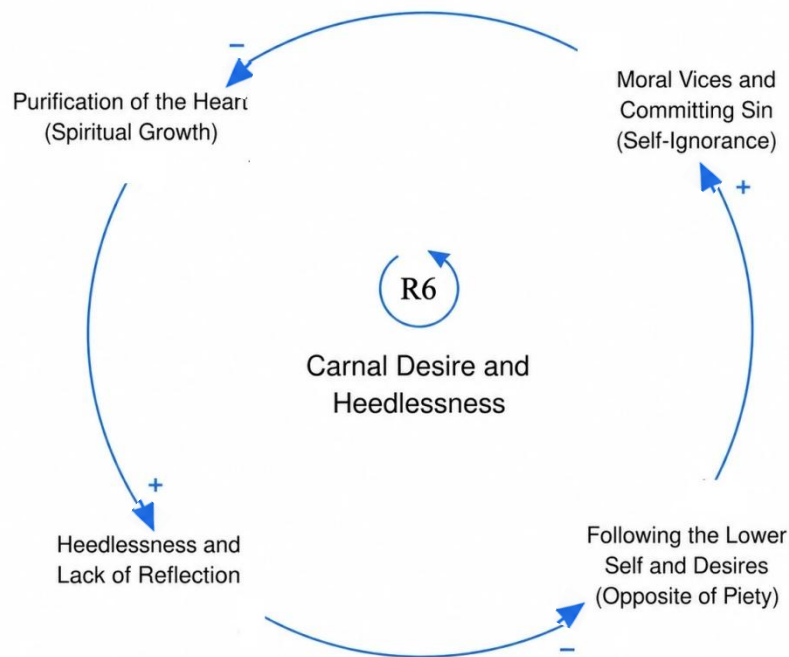 −
Purification of the Heart
(Spiritual Growth)
Moral Vices and
Committing Sin
(Self-Ignorance)
+
R6
Carnal Desire and
Heedlessness
+
Heedlessness and
Lack of Reflection
Following the Lower
Self and Desires
(Opposite of Piety)
−